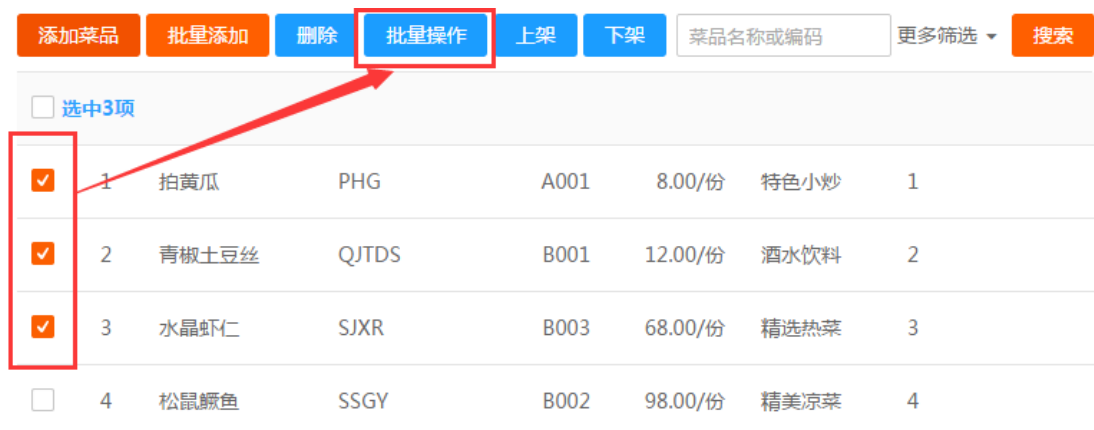 添加菜品 批量添加 删除 批量操作 上架 下架 菜品名称或编码 更多筛选 搜索
选中3项
1 拍黄瓜 PHG A001 8.00/份 特色小炒 1
2 青椒土豆丝 QJTDS B001 12.00/份 酒水饮料 2
3 水晶虾仁 SJXR B003 68.00/份 精选热菜 3
4 松鼠鳜鱼 SSGY B002 98.00/份 精美凉菜 4